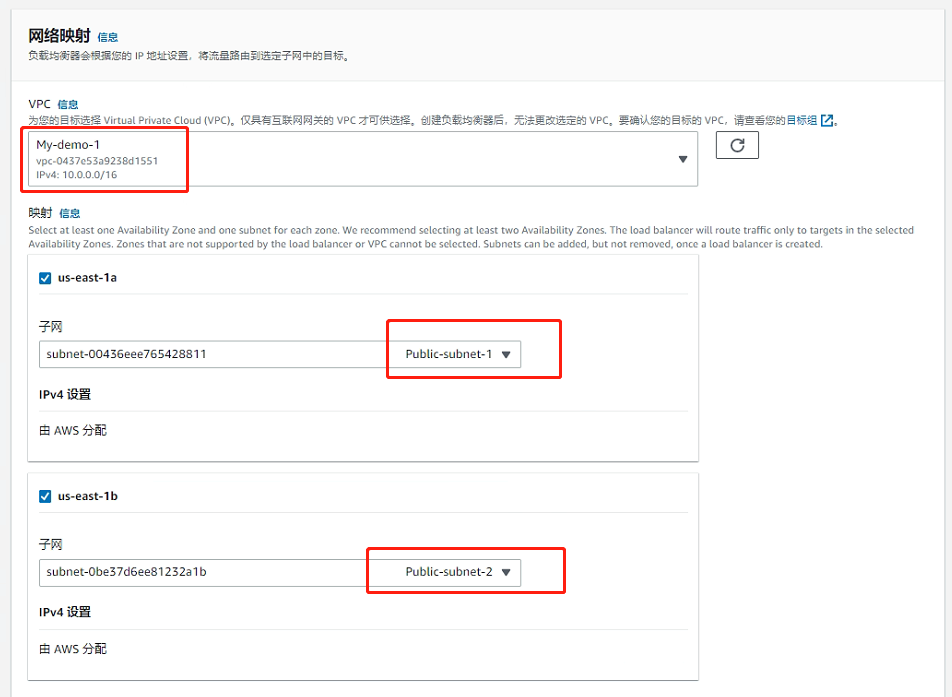 网络映射 信息
负载均衡器会根据您的 IP 地址设置，将流量路由到选定子网中的目标。
VPC 信息
为您的目标选择 Virtual Private Cloud (VPC)。仅具有互联网网关的 VPC 才可供选择。创建负载均衡器后，无法更改选定的 VPC。要确认您的目标的 VPC，请查看您的目标组。
My-demo-1
vpc-0437e53a9238d1551
IPv4: 10.0.0.0/16
映射 信息
Select at least one Availability Zone and one subnet for each zone. We recommend selecting at least two Availability Zones. The load balancer will route traffic only to targets in the selected
Availability Zones. Zones that are not supported by the load balancer or VPC cannot be selected. Subnets can be added, but not removed, once a load balancer is created.
us-east-1a
子网
subnet-00436eee765428811 Public-subnet-1
IPv4 设置
由 AWS 分配
us-east-1b
子网
subnet-0be37d6ee81232a1b Public-subnet-2
IPv4 设置
由 AWS 分配